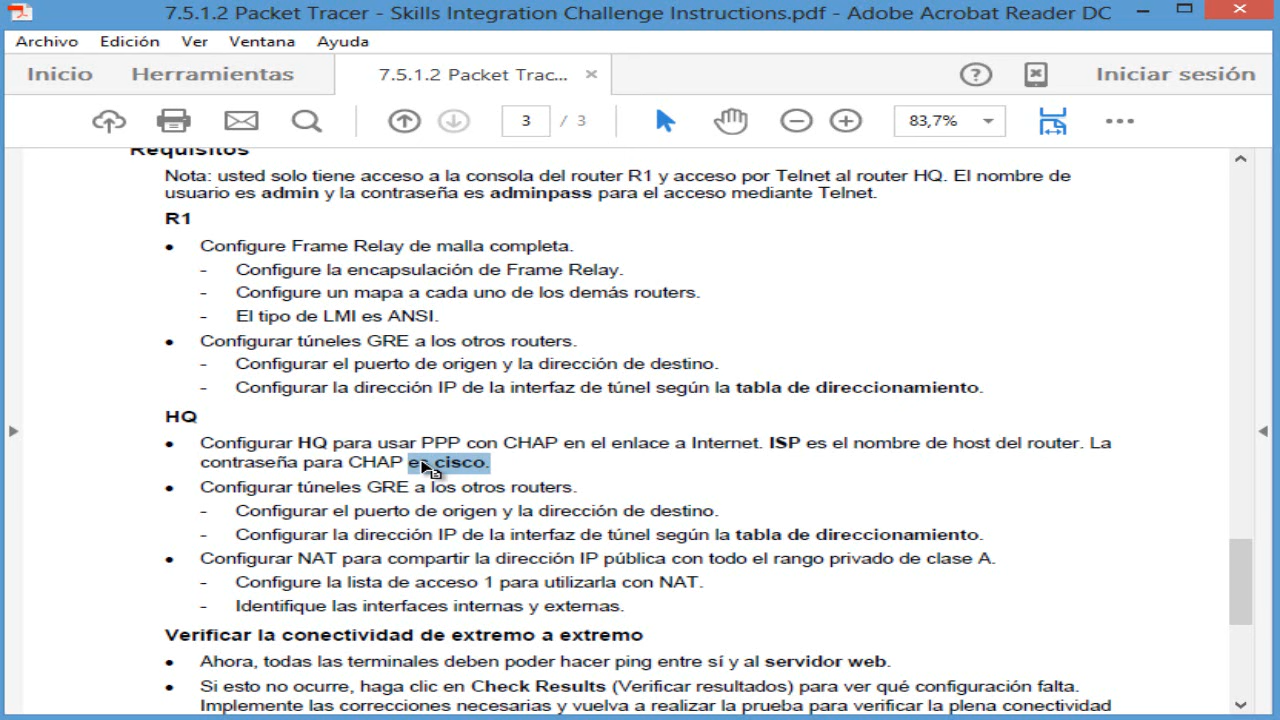 7.5.1.2 Packet Tracer - Skills Integration Challenge Instructions.pdf - Adobe Acrobat Reader DC
Archivo Edición Ver Ventana Ayuda
Inicio Herramientas 7.5.1.2 Packet Trac... × ? Iniciar sesión
3 / 3 83,7%
Requisitos
Nota: usted solo tiene acceso a la consola del router R1 y acceso por Telnet al router HQ. El nombre de
usuario es admin y la contraseña es adminpass para el acceso mediante Telnet.
R1
• Configure Frame Relay de malla completa.
- Configure la encapsulación de Frame Relay.
- Configure un mapa a cada uno de los demás routers.
- El tipo de LMI es ANSI.
• Configurar túneles GRE a los otros routers.
- Configurar el puerto de origen y la dirección de destino.
- Configurar la dirección IP de la interfaz de túnel según la tabla de direccionamiento.
HQ
• Configurar HQ para usar PPP con CHAP en el enlace a Internet. ISP es el nombre de host del router. La
contraseña para CHAP es cisco.
• Configurar túneles GRE a los otros routers.
- Configurar el puerto de origen y la dirección de destino.
- Configurar la dirección IP de la interfaz de túnel según la tabla de direccionamiento.
• Configurar NAT para compartir la dirección IP pública con todo el rango privado de clase A.
- Configure la lista de acceso 1 para utilizarla con NAT.
- Identifique las interfaces internas y externas.
Verificar la conectividad de extremo a extremo
• Ahora, todas las terminales deben poder hacer ping entre sí y al servidor web.
• Si esto no ocurre, haga clic en Check Results (Verificar resultados) para ver qué configuración falta.
Implemente las correcciones necesarias y vuelva a realizar la prueba para verificar la plena conectividad